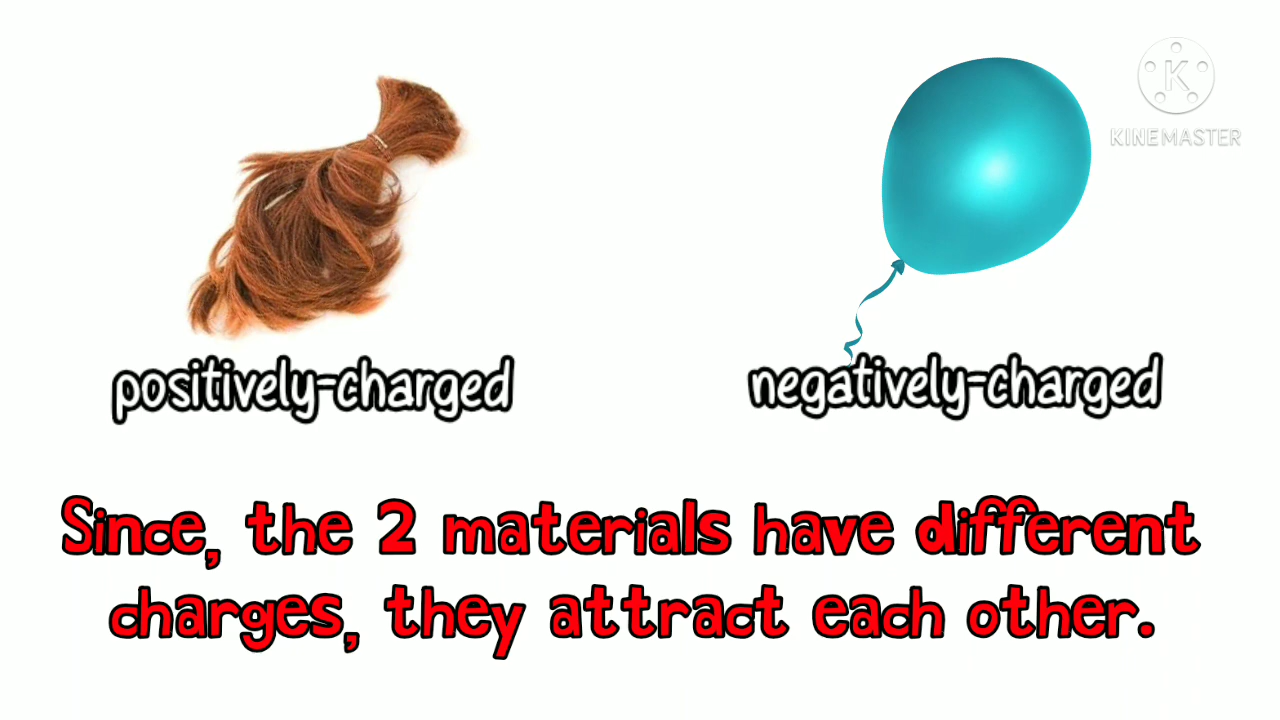 K
KINEMASTER
positively-charged
negatively-charged
Since, the 2 materials have different
charges, they attract each other.